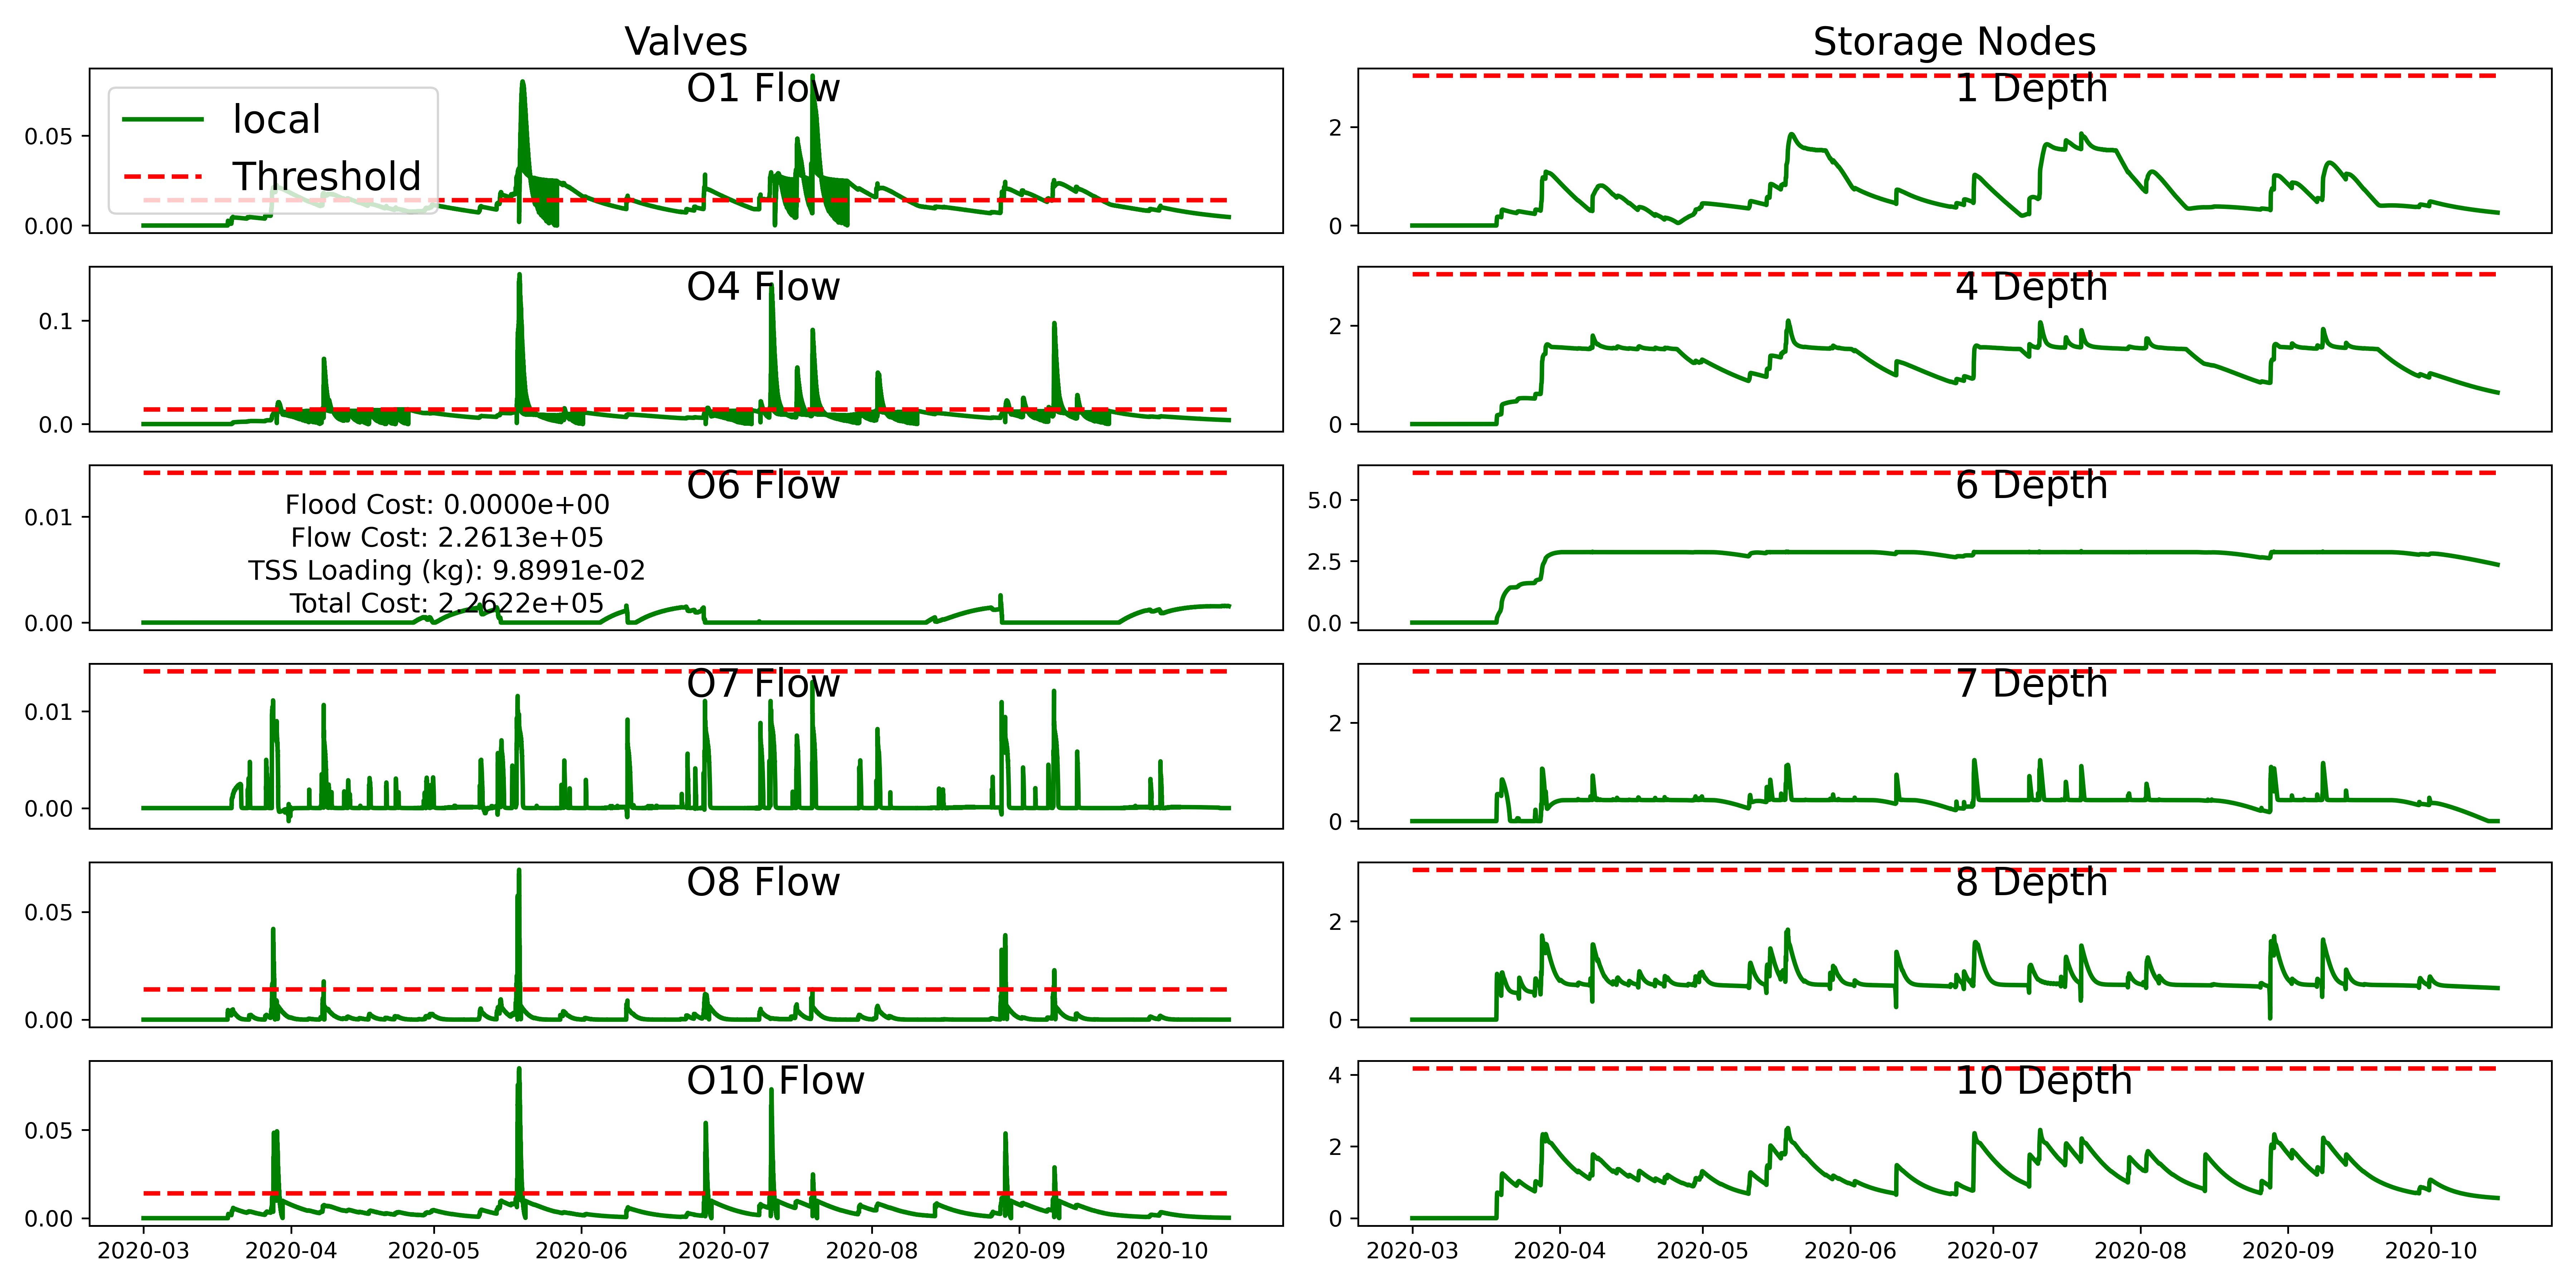 Valves
Storage Nodes
O1 Flow
local
Threshold
0.05
0.00
1 Depth
2
0
O4 Flow
0.1
0.0
4 Depth
2
0
O6 Flow
Flood Cost: 0.0000e+00
Flow Cost: 2.2613e+05
TSS Loading (kg): 9.8991e-02
Total Cost: 2.2622e+05
0.01
0.00
6 Depth
5.0
2.5
0.0
O7 Flow
0.01
0.00
7 Depth
2
0
O8 Flow
0.05
0.00
8 Depth
2
0
O10 Flow
0.05
0.00
10 Depth
4
2
0
2020-03 2020-04 2020-05 2020-06 2020-07 2020-08 2020-09 2020-10
2020-03 2020-04 2020-05 2020-06 2020-07 2020-08 2020-09 2020-10